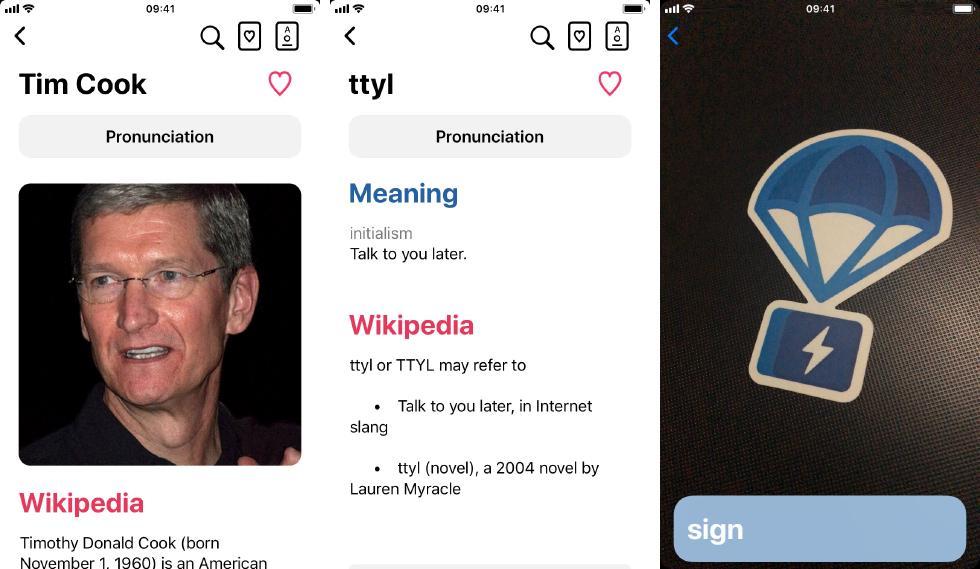 09:41
Tim Cook
Pronunciation
Wikipedia
Timothy Donald Cook (born
November 1, 1960) is an American
09:41
ttyl
Pronunciation
Meaning
initialism
Talk to you later.
Wikipedia
ttyl or TTYL may refer to
• Talk to you later, in Internet
slang
• ttyl (novel), a 2004 novel by
Lauren Myracle
09:41
sign